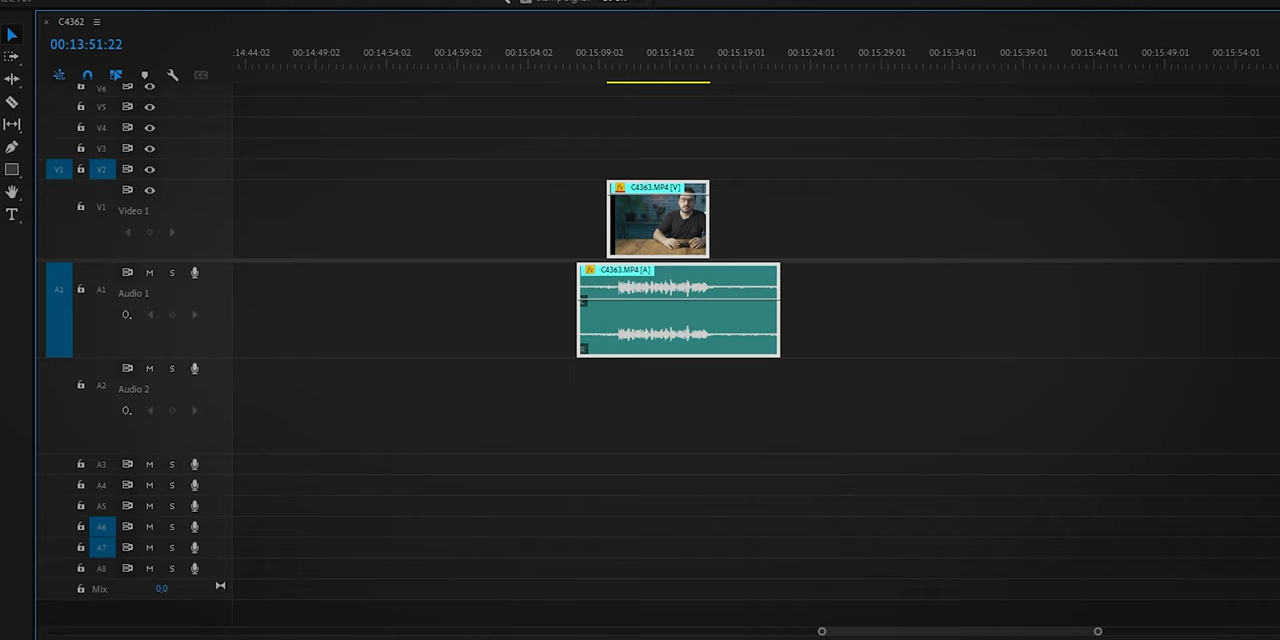 C4362
00:13:51:22
:14:44:02 00:14:49:02 00:14:54:02 00:14:59:02 00:15:04:02 00:15:09:02 00:15:14:02 00:15:19:01 00:15:24:01 00:15:29:01 00:15:34:01 00:15:39:01 00:15:44:01 00:15:49:01 00:15:54:01
CC
V6
V5
V4
V3
V1 V2
C4363.MP4 [V]
V1 Video 1
M S
C4363.MP4 [A]
A1 A1 Audio 1
M S
A2 Audio 2
A3 M S
A4 M S
A5 M S
A6 M S
A7 M S
A8 M S
Mix 0,0
T